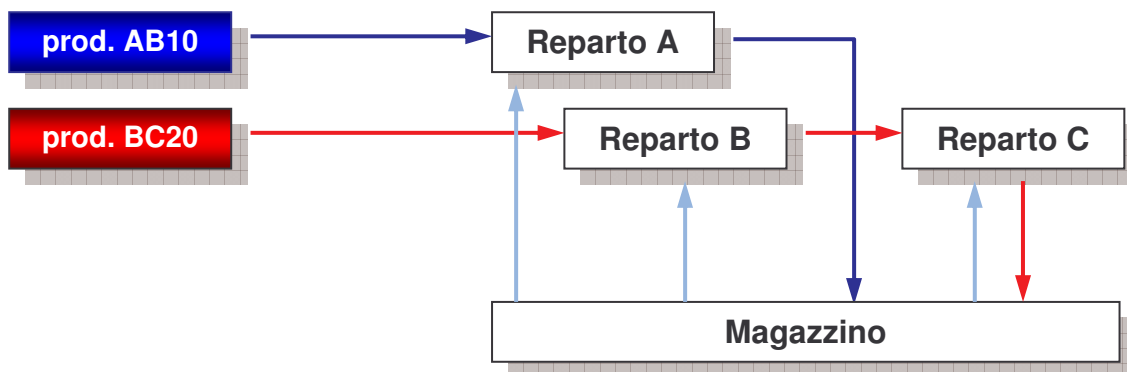 prod. AB10
Reparto A
prod. BC20
Reparto B
Reparto C
Magazzino